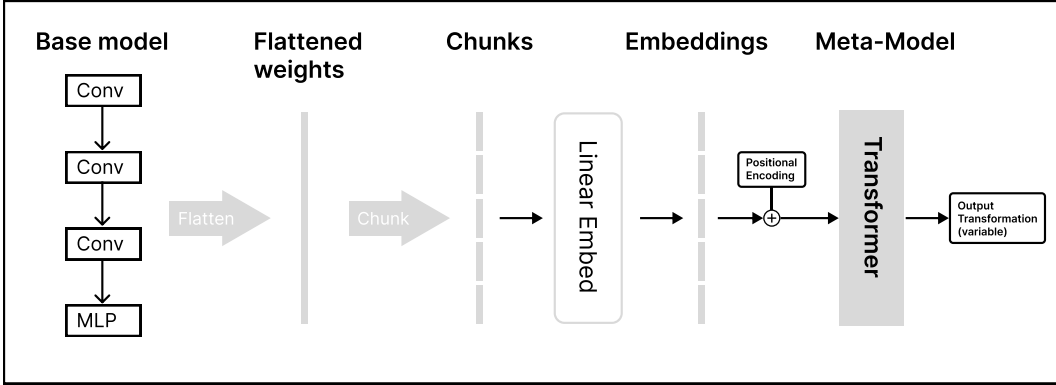 Base model
Flattened
weights
Chunks
Embeddings
Meta-Model
Conv
Conv
Conv
MLP
Flatten
Chunk
Linear Embed
Positional
Encoding
+
Transformer
Output
Transformation
(variable)